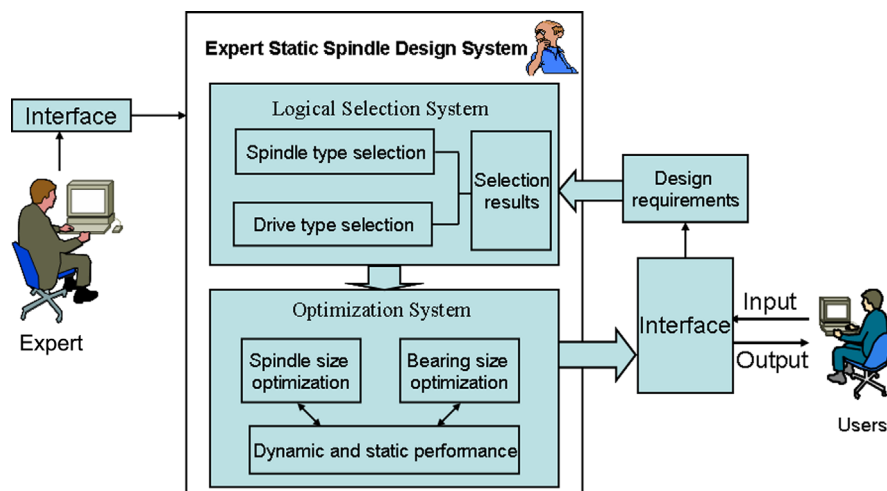 Expert Static Spindle Design System
Interface
Logical Selection System
Spindle type selection
Drive type selection
Selection
results
Design
requirements
Expert
Optimization System
Spindle size
optimization
Bearing size
optimization
Dynamic and static performance
Interface
Input
Output
Users